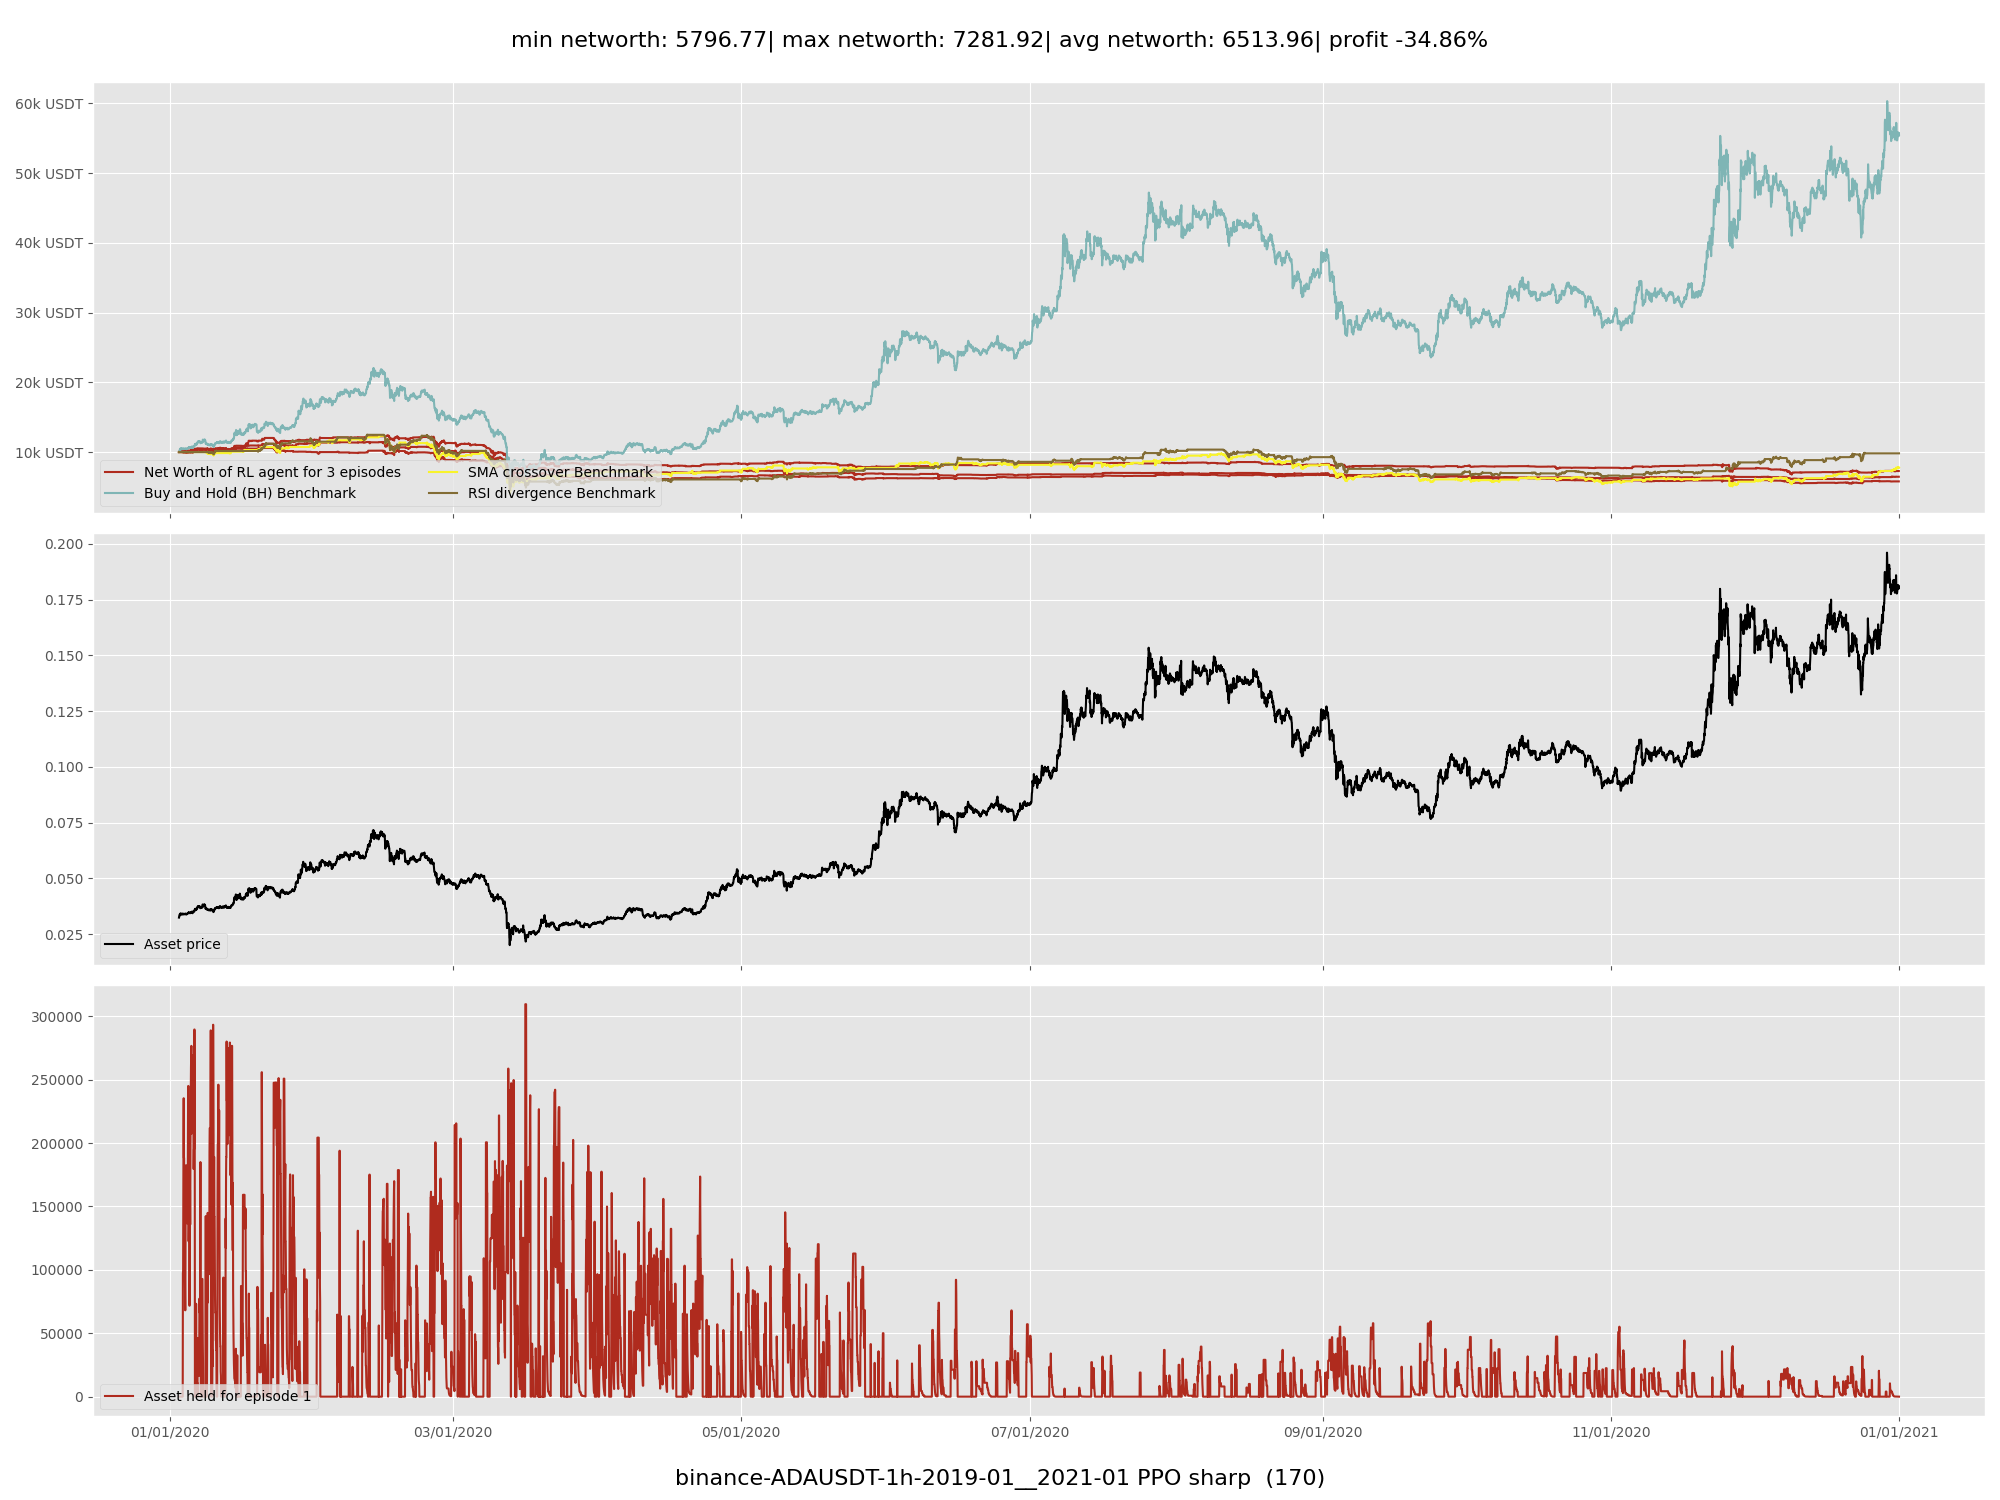 min networth: 5796.77| max networth: 7281.92| avg networth: 6513.96| profit -34.86%
60k USDT
50k USDT
40k USDT
30k USDT
20k USDT
10k USDT
Net Worth of RL agent for 3 episodes
Buy and Hold (BH) Benchmark
SMA crossover Benchmark
RSI divergence Benchmark
0.200
0.175
0.150
0.125
0.100
0.075
0.050
0.025
Asset price
300000
250000
200000
150000
100000
50000
0
Asset held for episode 1
01/01/2020 03/01/2020 05/01/2020 07/01/2020 09/01/2020 11/01/2020 01/01/2021
binance-ADAUSDT-1h-2019-01__2021-01 PPO sharp (170)